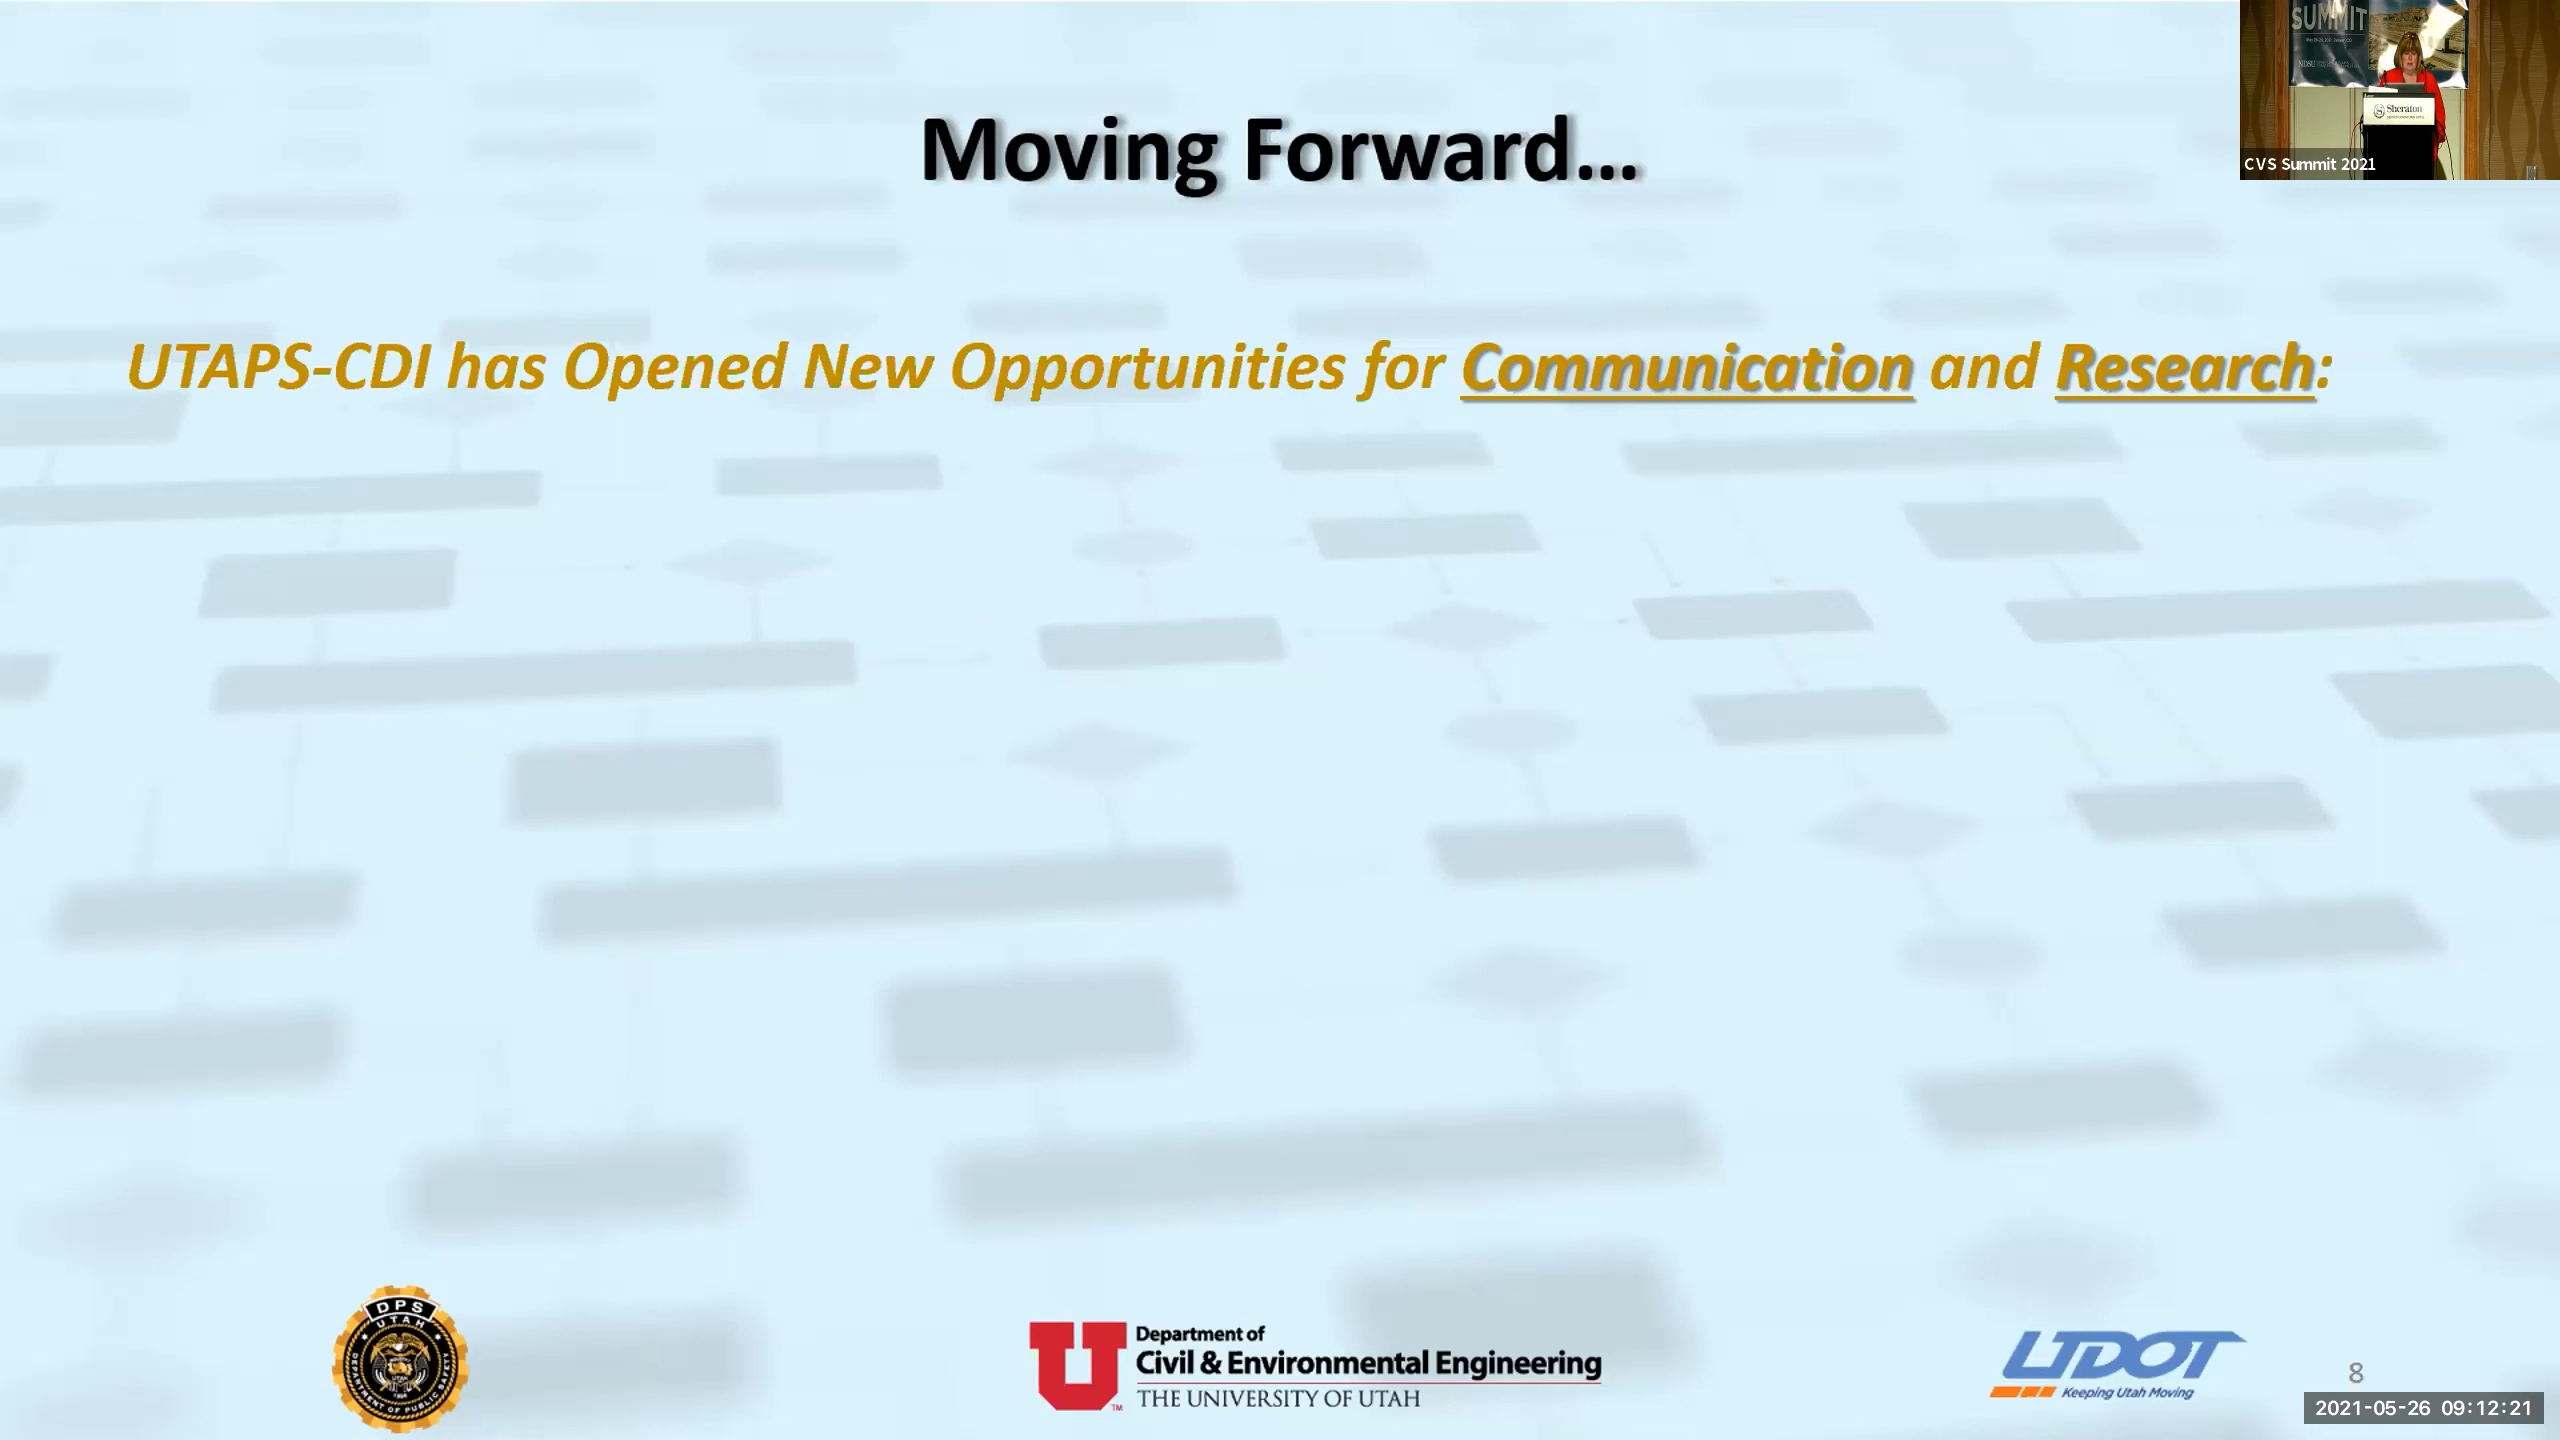 SUMMIT
NDSU
Sheraton
CVS Summit 2021
Moving Forward...
UTAPS-CDI has Opened New Opportunities for Communication and Research:
DPS
UTAH
DEPARTMENT OF PUBLIC SAFETY
U
TM
Department of
Civil & Environmental Engineering
THE UNIVERSITY OF UTAH
UDOT
Keeping Utah Moving
8
2021-05-26 09:12:21